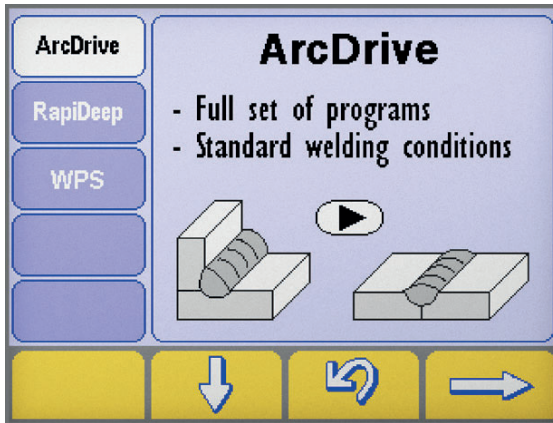 ArcDrive
RapiDeep
WPS
ArcDrive
- Full set of programs
- Standard welding conditions